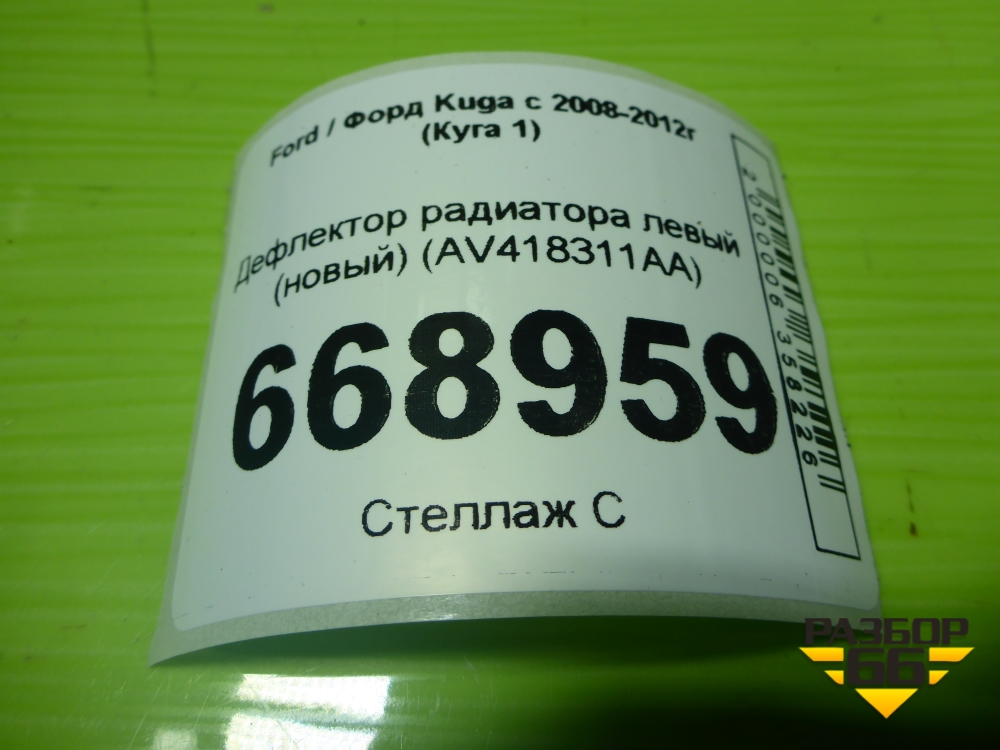 Ford / Форд Kuga с 2008-2012г
(Куга 1)
Дефлектор радиатора левый
(новый) (AV418311AA)
668959
Стеллаж С
2000006358226
РАЗБОР
66